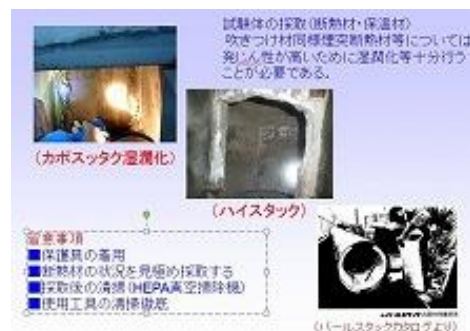 試験体の採取(断熱材・保温材)
吹きつけ材同様煙突断熱材等については
発じん性が高いために湿潤化等十分行う
ことが必要である。
(カポスッタク湿潤化)
(ハイスタック)
留意事項
■保護具の着用
■断熱材の状況を見極め採取する
■採取後の清掃(HEPA真空掃除機)
■使用工具の清掃徹底
(パールスタックカタログより)